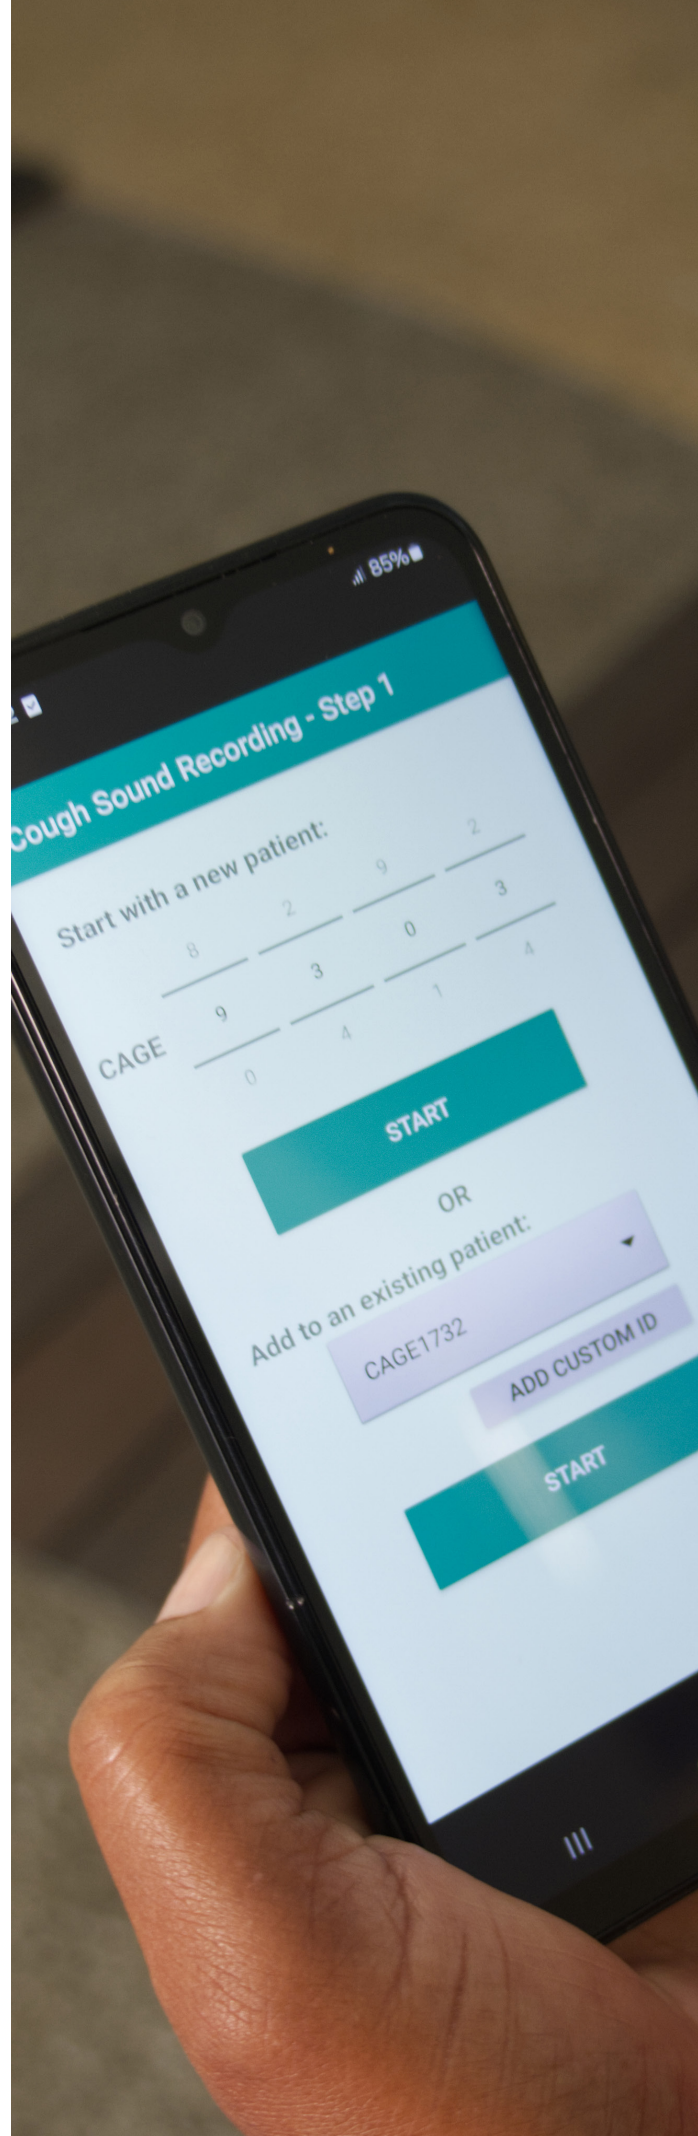 85%
Cough Sound Recording - Step 1
Start with a new patient:
8 2 9 2
CAGE 9 3 0 3
0 4 1 4
START
OR
Add to an existing patient:
CAGE1732
ADD CUSTOM ID
START